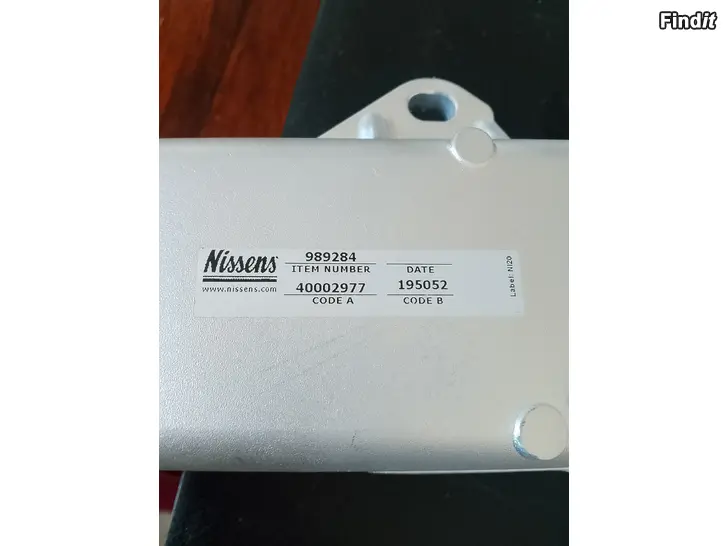 Findit
Nissens
www.nissens.com
989284
ITEM NUMBER
DATE
40002977
195052
CODE A
CODE B
Label: NI20